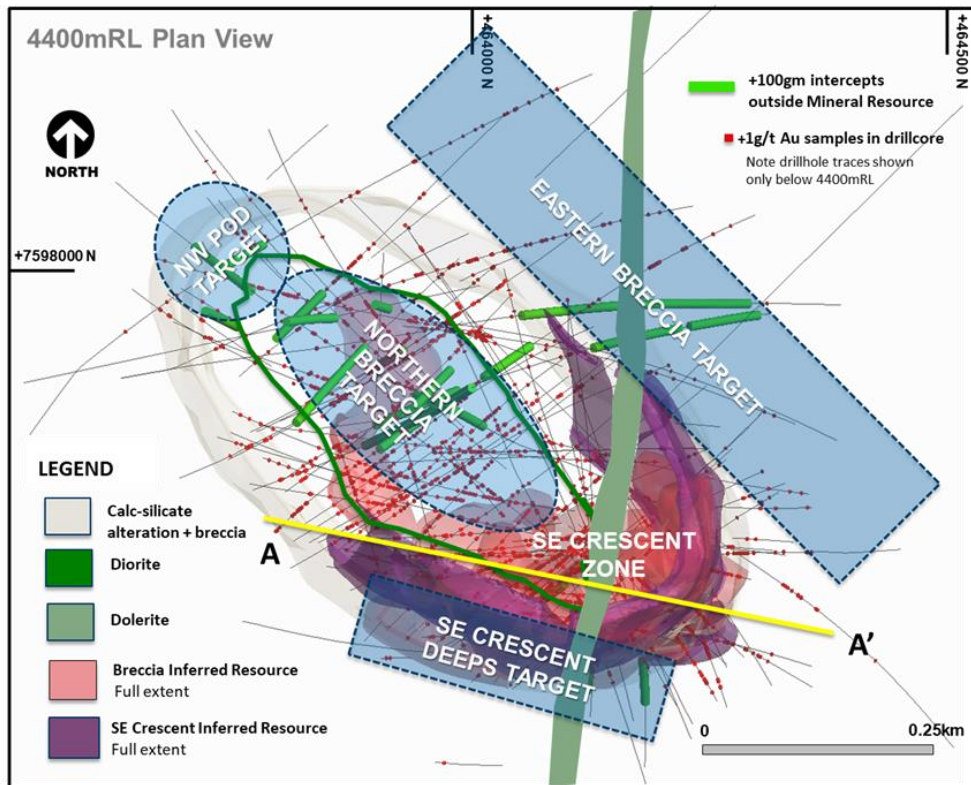 4400mRL Plan View
+464000 N
+464500 N
+100gm intercepts
outside Mineral Resource
+1g/t Au samples in drillcore
Note drillhole traces shown
only below 4400mRL
NORTH
+7598000 N
NW POD
TARGET
NORTHERN
BRECCIA
TARGET
EASTERN BRECCIA TARGET
SE CRESCENT
ZONE
A
A'
SE CRESCENT
DEEPS TARGET
LEGEND
Calc-silicate
alteration + breccia
Diorite
Dolerite
Breccia Inferred Resource
Full extent
SE Crescent Inferred Resource
Full extent
0
0.25km